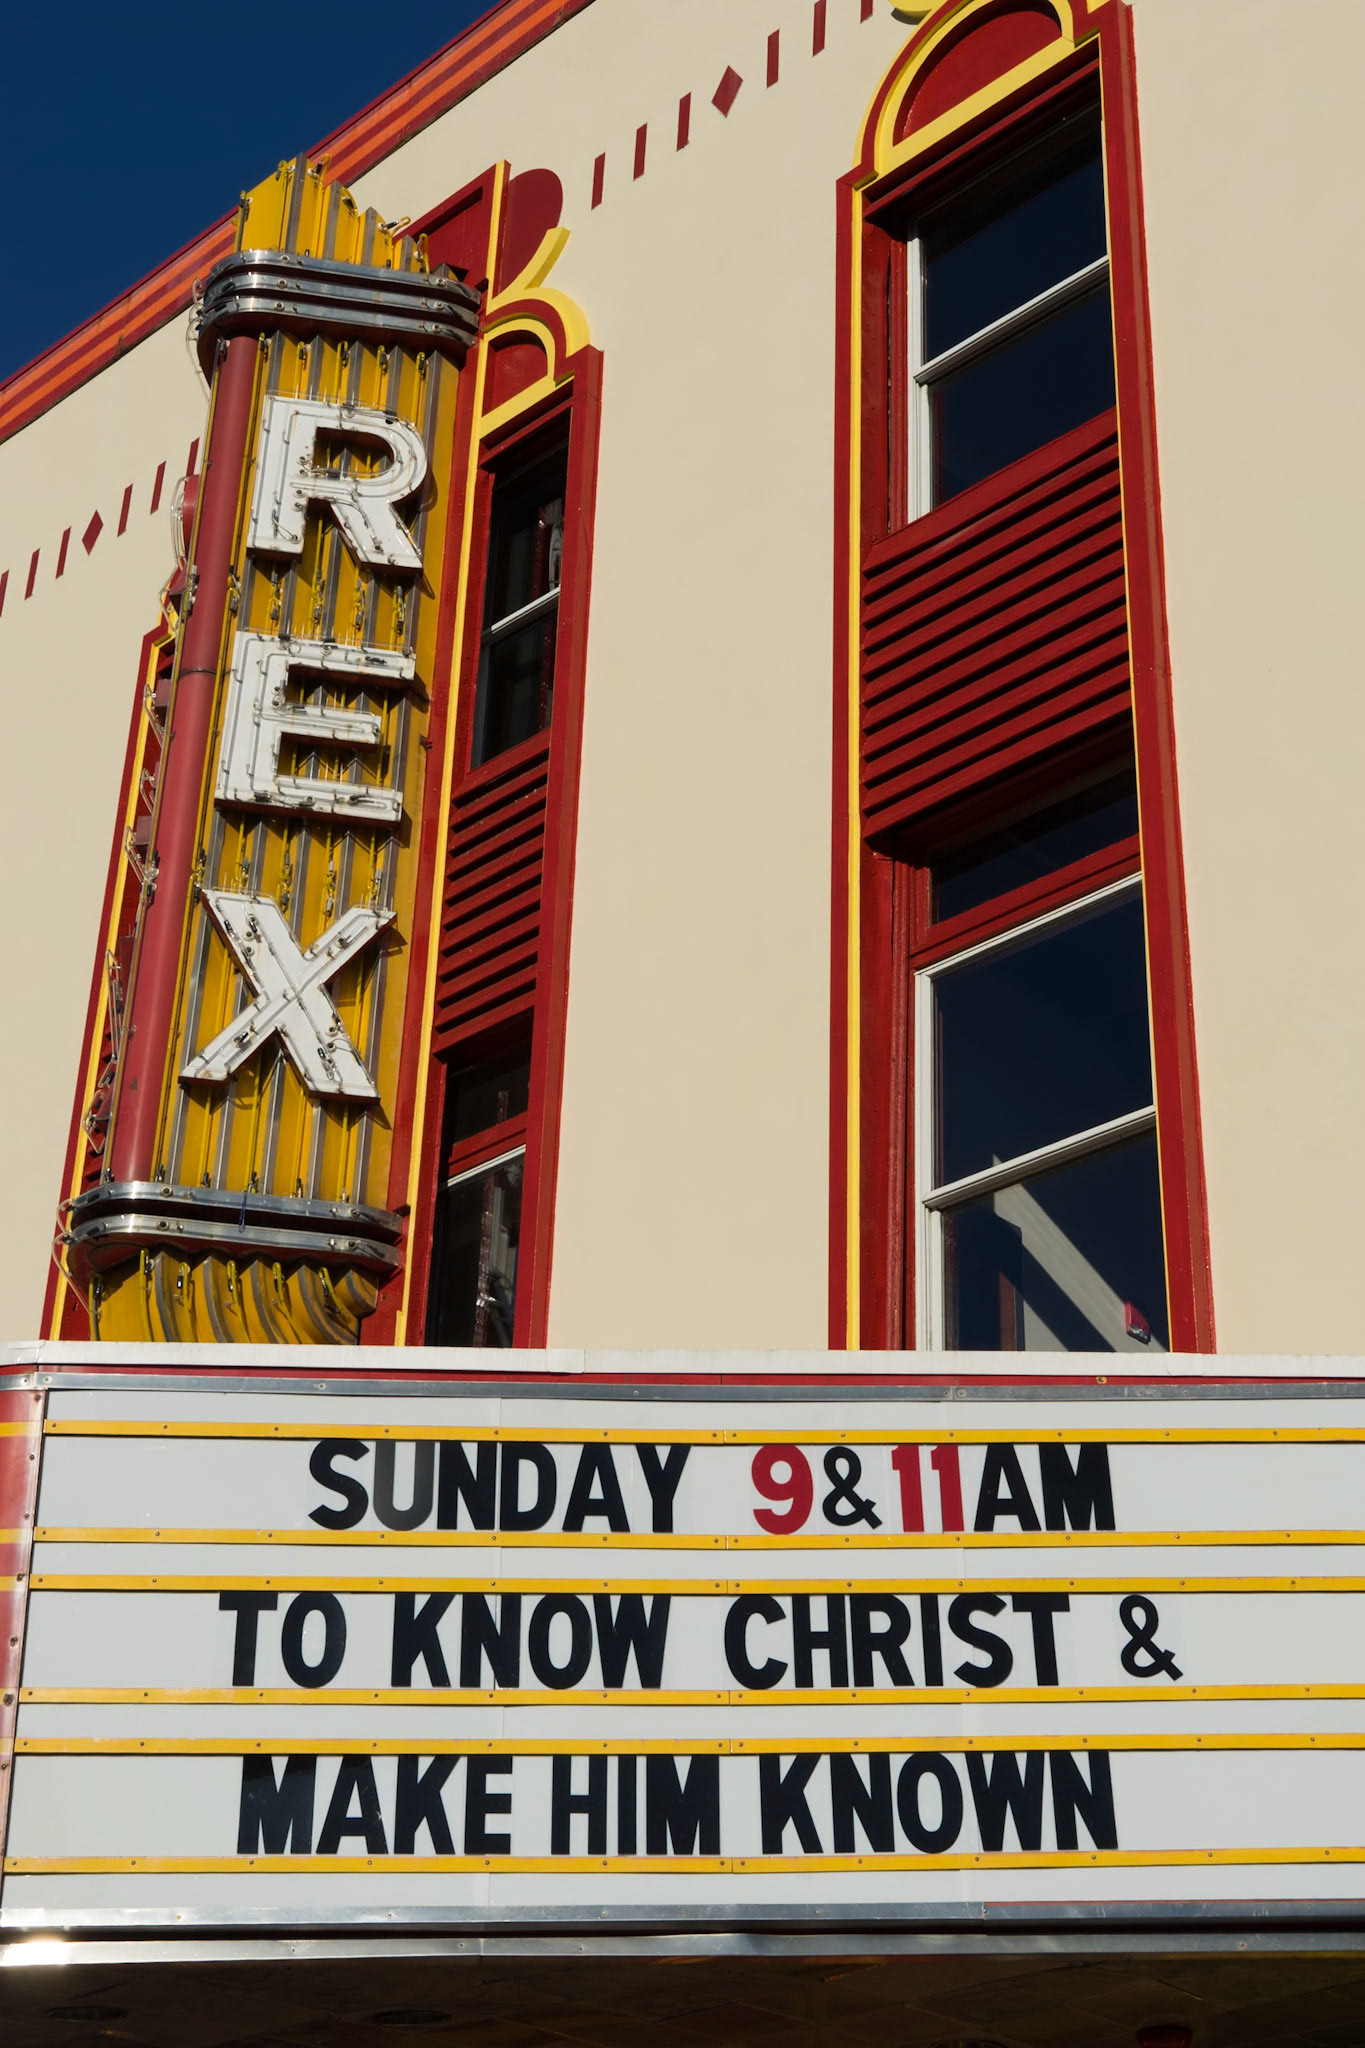 REX
SUNDAY 9&11AM
TO KNOW CHRIST &
MAKE HIM KNOWN